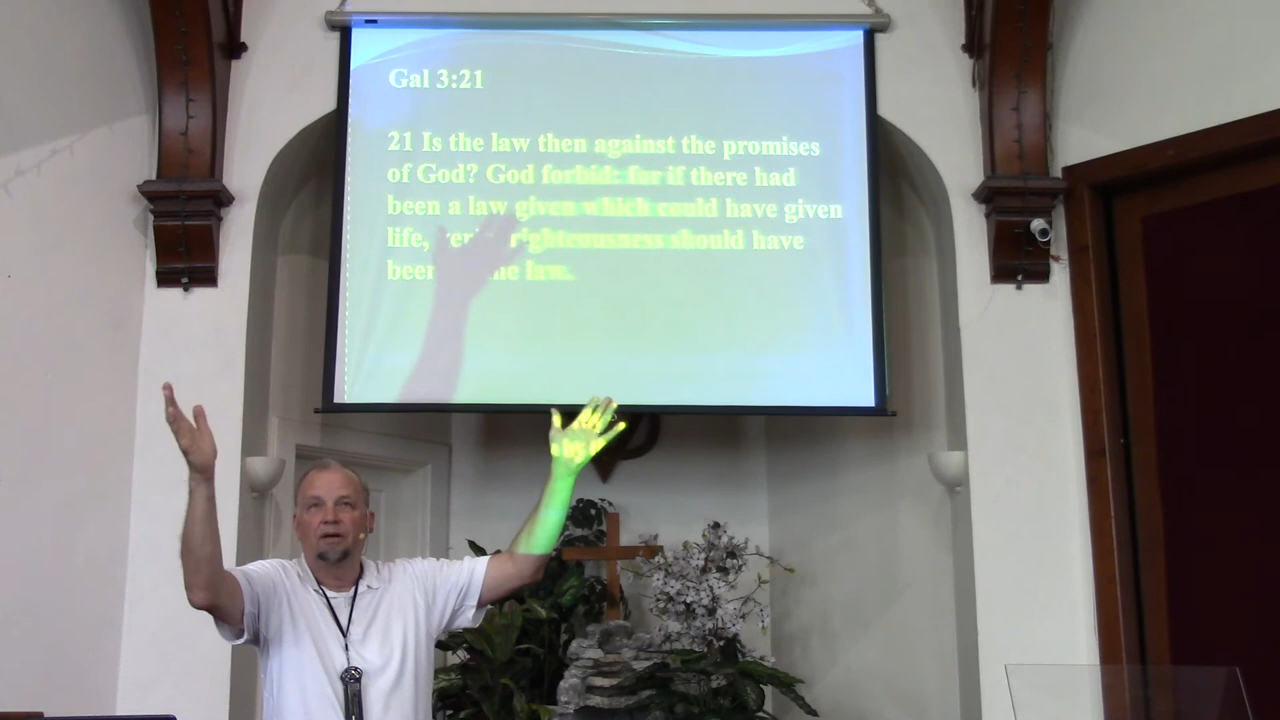 Gal 3:21
21 Is the law then against the promises
of God? God forbid: for if there had
been a law given which could have given
life, righteousness should have
been law.